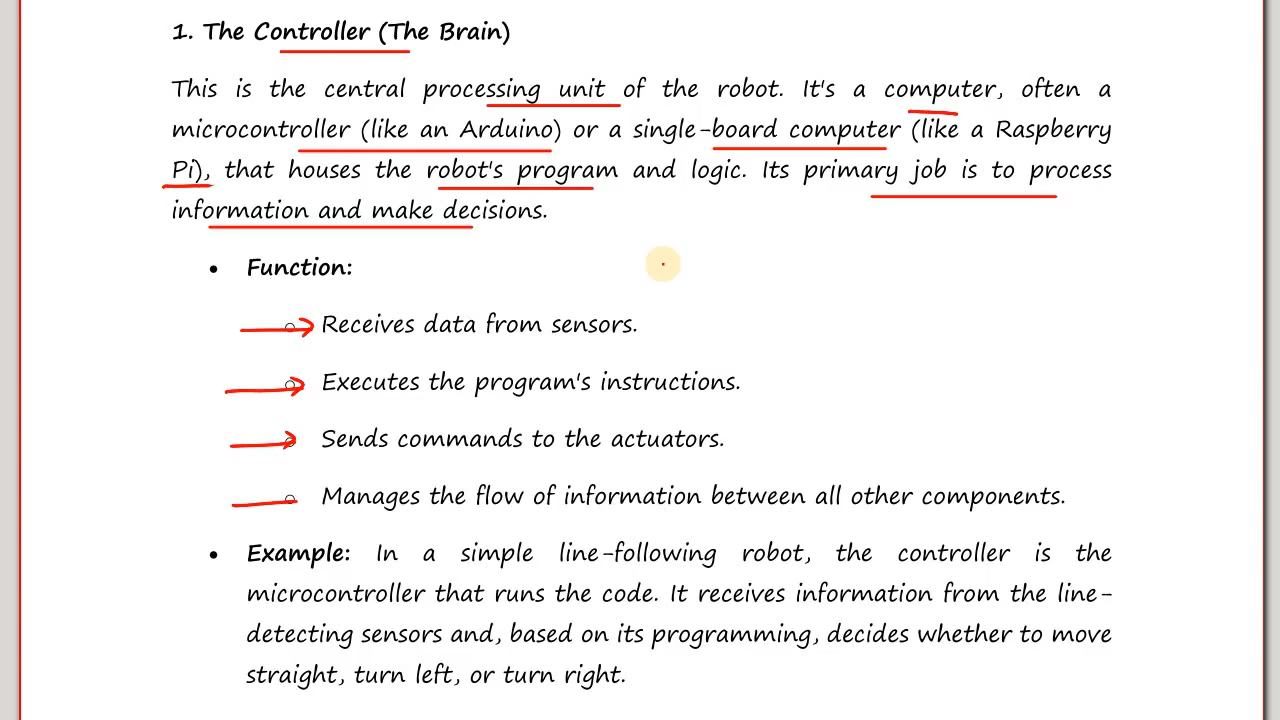 1. The Controller (The Brain)
This is the central processing unit of the robot. It's a computer, often a
microcontroller (like an Arduino) or a single-board computer (like a Raspberry
Pi), that houses the robot's program and logic. Its primary job is to process
information and make decisions.
• Function:
○ Receives data from sensors.
○ Executes the program's instructions.
○ Sends commands to the actuators.
○ Manages the flow of information between all other components.
• Example: In a simple line-following robot, the controller is the
microcontroller that runs the code. It receives information from the line-
detecting sensors and, based on its programming, decides whether to move
straight, turn left, or turn right.